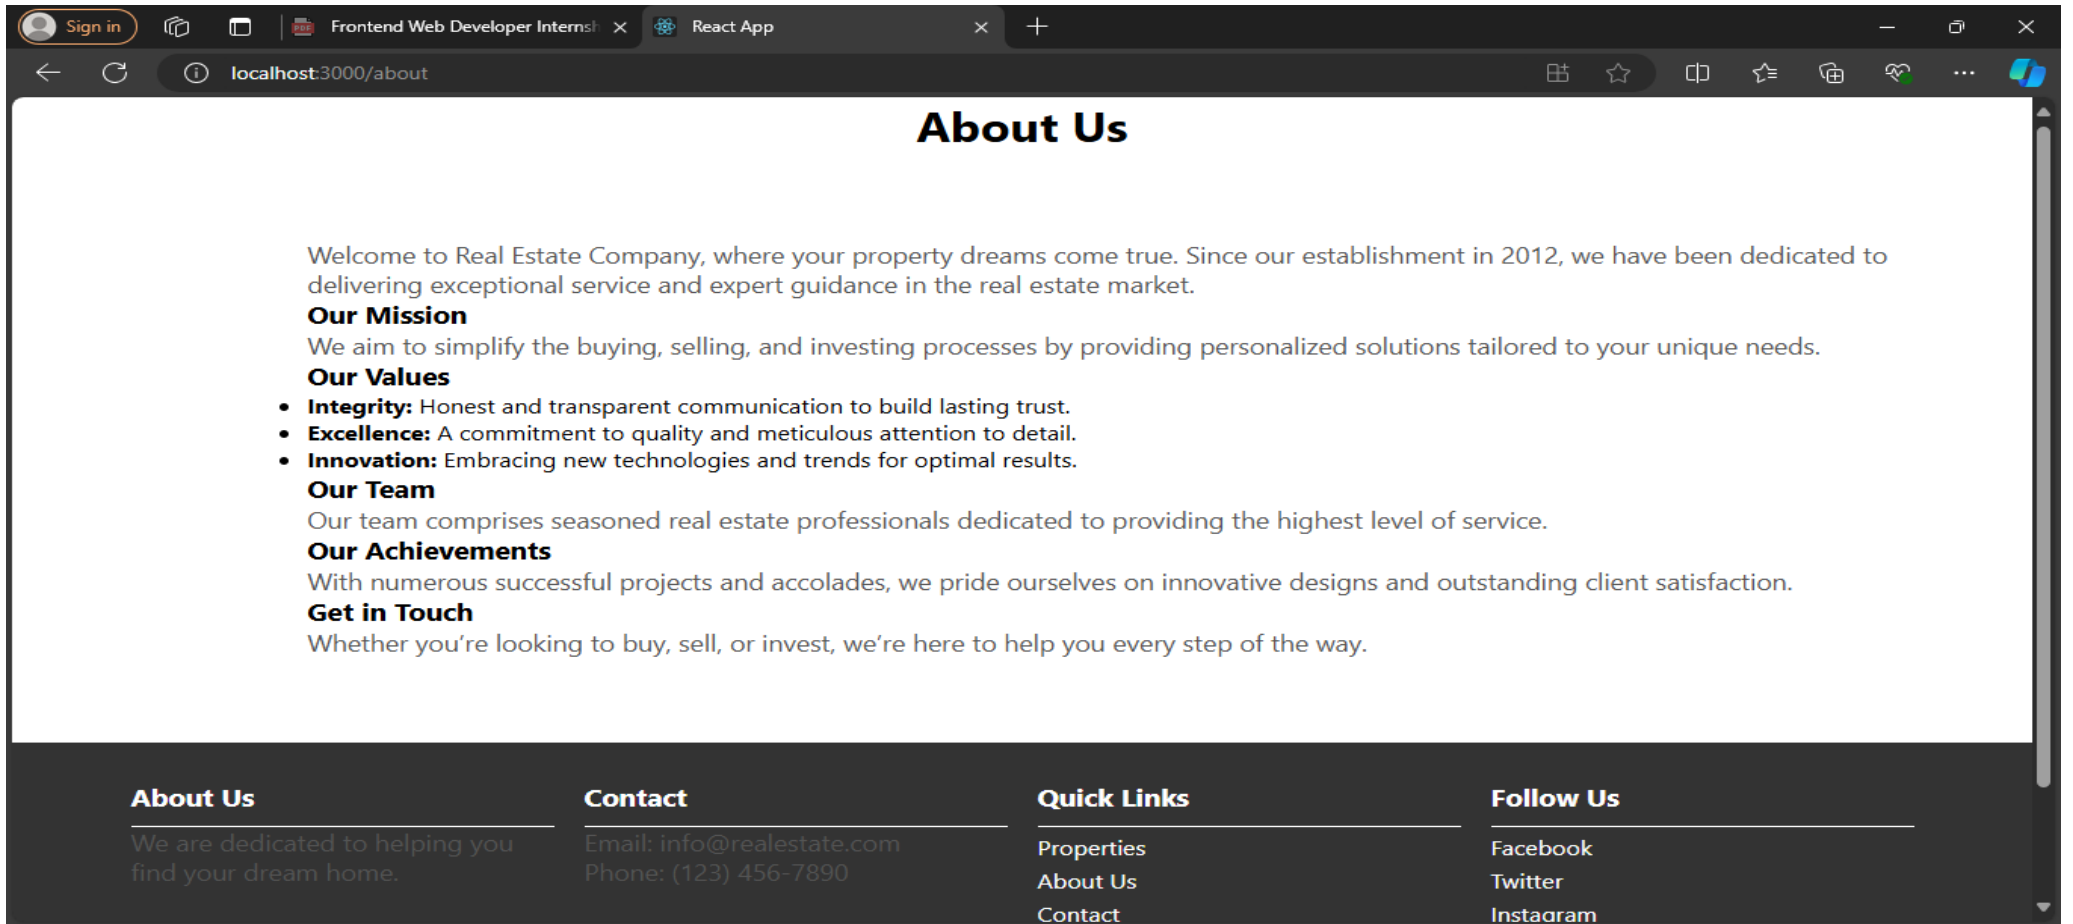 Sign in
Frontend Web Developer Interns
React App
localhost:3000/about
About Us
Welcome to Real Estate Company, where your property dreams come true. Since our establishment in 2012, we have been dedicated to
delivering exceptional service and expert guidance in the real estate market.
Our Mission
We aim to simplify the buying, selling, and investing processes by providing personalized solutions tailored to your unique needs.
Our Values
• Integrity: Honest and transparent communication to build lasting trust.
• Excellence: A commitment to quality and meticulous attention to detail.
• Innovation: Embracing new technologies and trends for optimal results.
Our Team
Our team comprises seasoned real estate professionals dedicated to providing the highest level of service.
Our Achievements
With numerous successful projects and accolades, we pride ourselves on innovative designs and outstanding client satisfaction.
Get in Touch
Whether you’re looking to buy, sell, or invest, we’re here to help you every step of the way.
About Us
We are dedicated to helping you
find your dream home.
Contact
Email: info@realestate.com
Phone: (123) 456-7890
Quick Links
Properties
About Us
Contact
Follow Us
Facebook
Twitter
Instagram